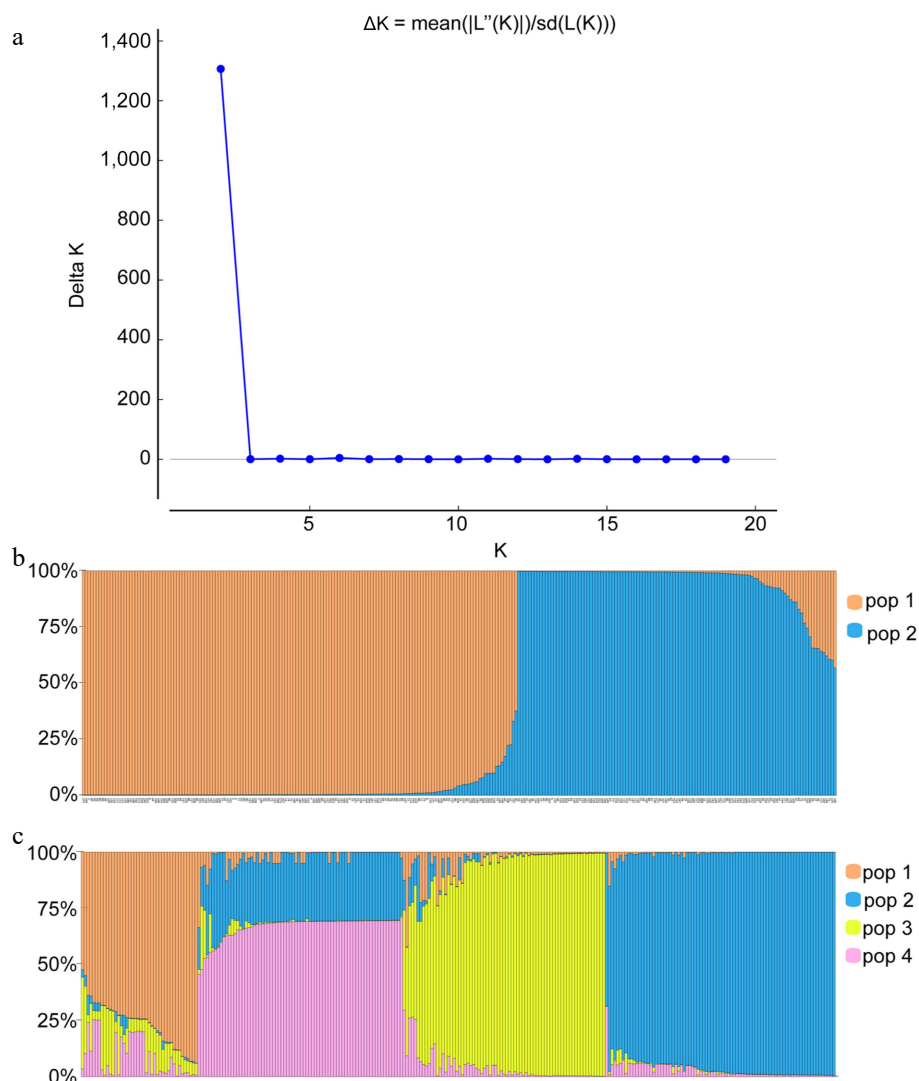 a
ΔK = mean(|L”(K)|)/sd(L(K)))
1,400
1,200
1,000
800
600
400
200
0
Delta K
5 10 15 20
K
b
100%
75%
50%
25%
0%
pop 1
pop 2
c
100%
75%
50%
25%
0%
pop 1
pop 2
pop 3
pop 4